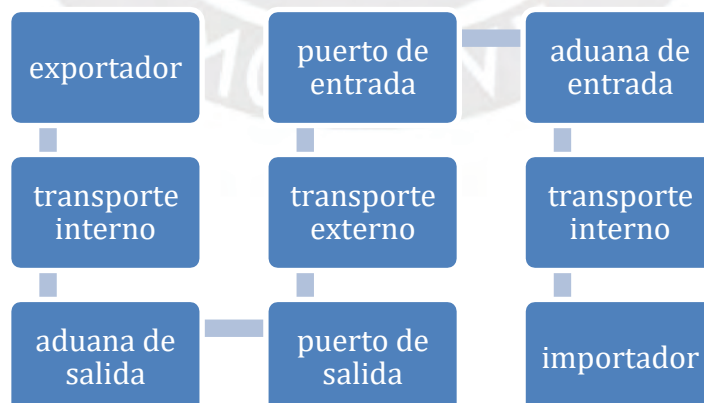 exportador
transporte
interno
aduana de
salida
puerto de
salida
transporte
externo
puerto de
entrada
aduana de
entrada
transporte
interno
importador